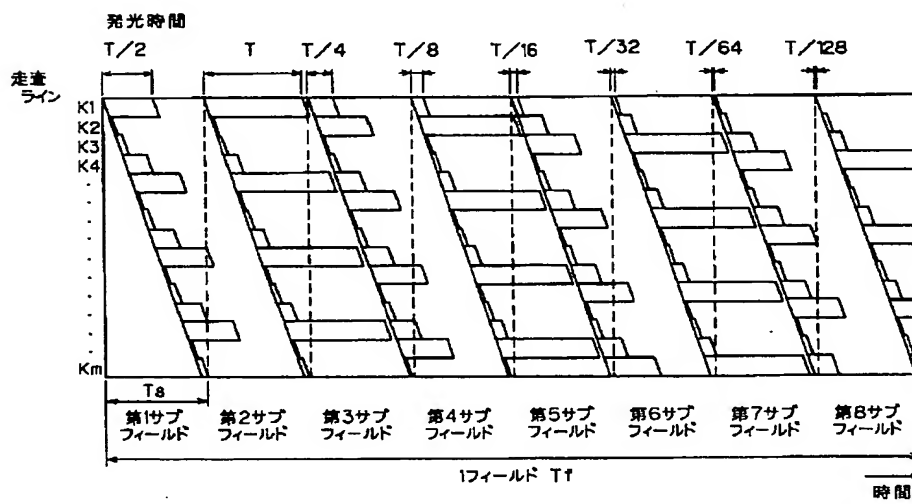 発光時間
T/2 T T/4 T/8 T/16 T/32 T/64 T/128
走査
ライン
K1
K2
K3
K4
Km
Ts
第1サブ
フィールド
第2サブ
フィールド
第3サブ
フィールド
第4サブ
フィールド
第5サブ
フィールド
第6サブ
フィールド
第7サブ
フィールド
第8サブ
フィールド
1フィールド Tf
時間